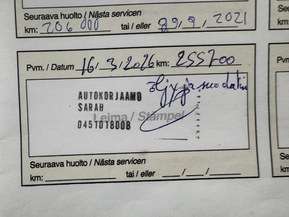 Seuraava huolto / Nästa servicen
km: 206 000 tai / eller 29,9, 2021
Pvm. / Datum 16, 3, 2026 km. 255700
AUTOKORJAAMO
SARAH
0451018008
Leima / Stämpel
Seuraava huolto / Nästa servicen
km: tai / eller / /